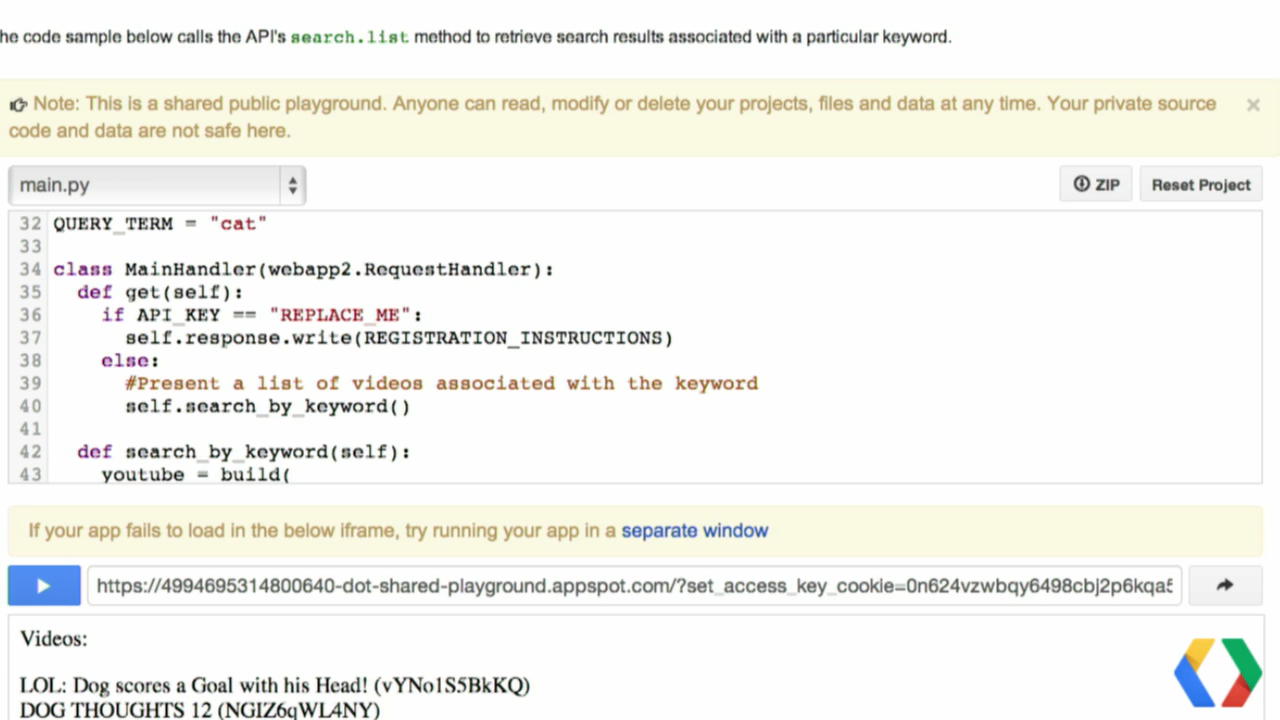 he code sample below calls the API's search.list method to retrieve search results associated with a particular keyword.
Note: This is a shared public playground. Anyone can read, modify or delete your projects, files and data at any time. Your private source
code and data are not safe here.
main.py
ZIP
Reset Project
32 QUERY_TERM = "cat"
33
34 class MainHandler(webapp2.RequestHandler):
35 def get(self):
36 if API_KEY == "REPLACE_ME":
37 self.response.write(REGISTRATION_INSTRUCTIONS)
38 else:
39 #Present a list of videos associated with the keyword
40 self.search_by_keyword()
41
42 def search_by_keyword(self):
43 youtube = build(
If your app fails to load in the below iframe, try running your app in a separate window
https://4994695314800640-dot-shared-playground.appspot.com/?set_access_key_cookie=0n624vzwbqy6498cbj2p6kqa5
Videos:
LOL: Dog scores a Goal with his Head! (vYNo1S5BkKQ)
DOG THOUGHTS 12 (NGIZ6qWL4NY)